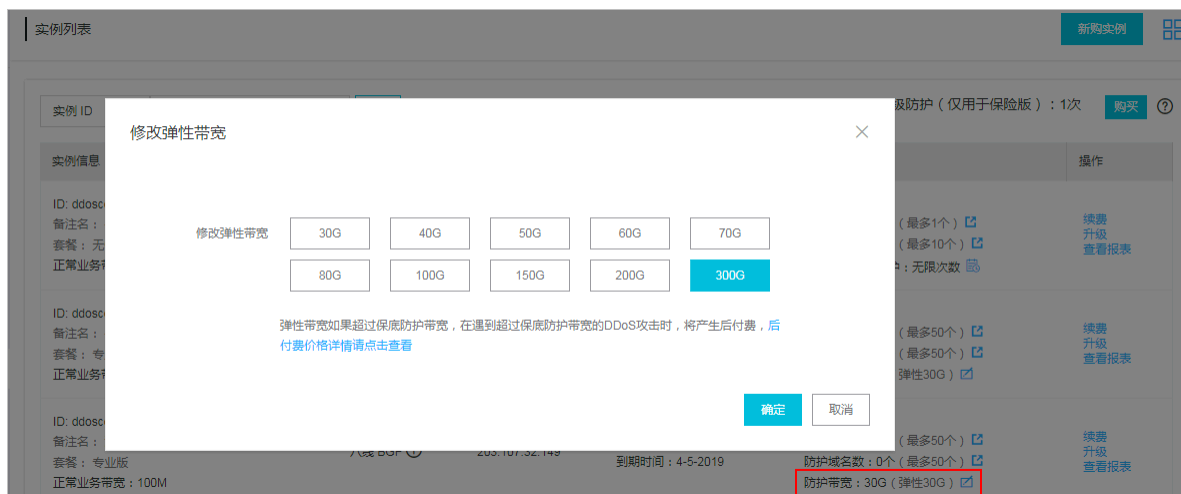 实例列表
新购实例
实例 ID
级防护（仅用于保险版）：1次
购买
修改弹性带宽
实例信息
操作
修改弹性带宽
30G
40G
50G
60G
70G
80G
100G
150G
200G
300G
弹性带宽如果超过保底防护带宽，在遇到超过保底防护带宽的DDoS攻击时，将产生后付费，后
付费价格详情请点击查看
确定
取消
ID: ddosc
备注名：
套餐：无
正常业务
（最多1个）
（最多10个）
：无限次数
续费
升级
查看报表
ID: ddosc
备注名：
套餐：专
正常业务
（最多50个）
（最多50个）
弹性30G）
续费
升级
查看报表
ID: ddosc
备注名：
套餐：专业版
正常业务带宽：100M
八线 BGP
203.107.32.149
到期时间：4-5-2019
（最多50个）
防护域名数：0个（最多50个）
防护带宽：30G（弹性30G）
续费
升级
查看报表